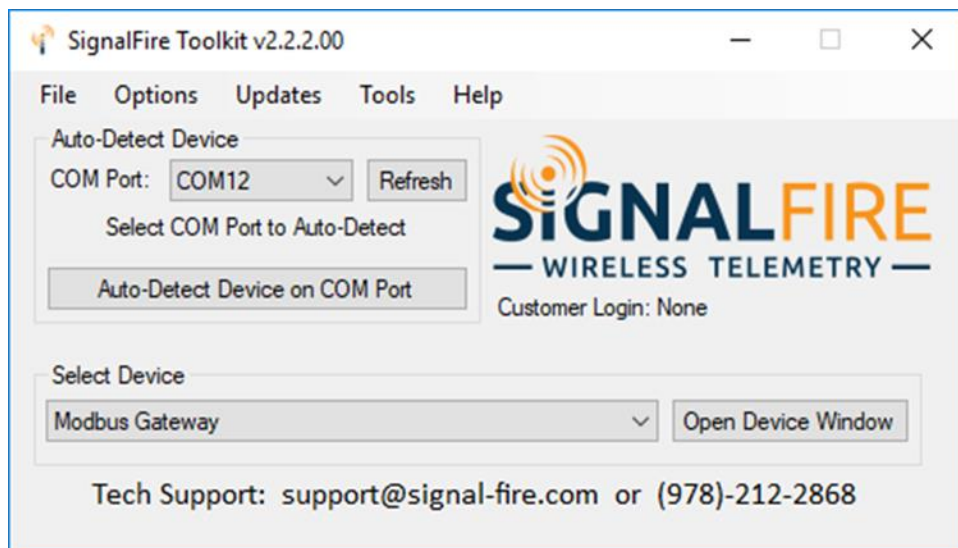 SignalFire Toolkit v2.2.2.00
File Options Updates Tools Help
Auto-Detect Device
COM Port: COM12 Refresh
Select COM Port to Auto-Detect
Auto-Detect Device on COM Port
SIGNALFIRE
WIRELESS TELEMETRY
Customer Login: None
Select Device
Modbus Gateway Open Device Window
Tech Support: support@signal-fire.com or (978)-212-2868